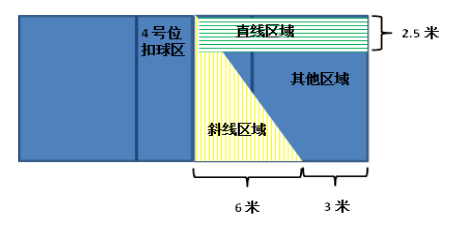 4号位
扣球区
直线区域
2.5 米
其他区域
斜线区域
6 米
3 米